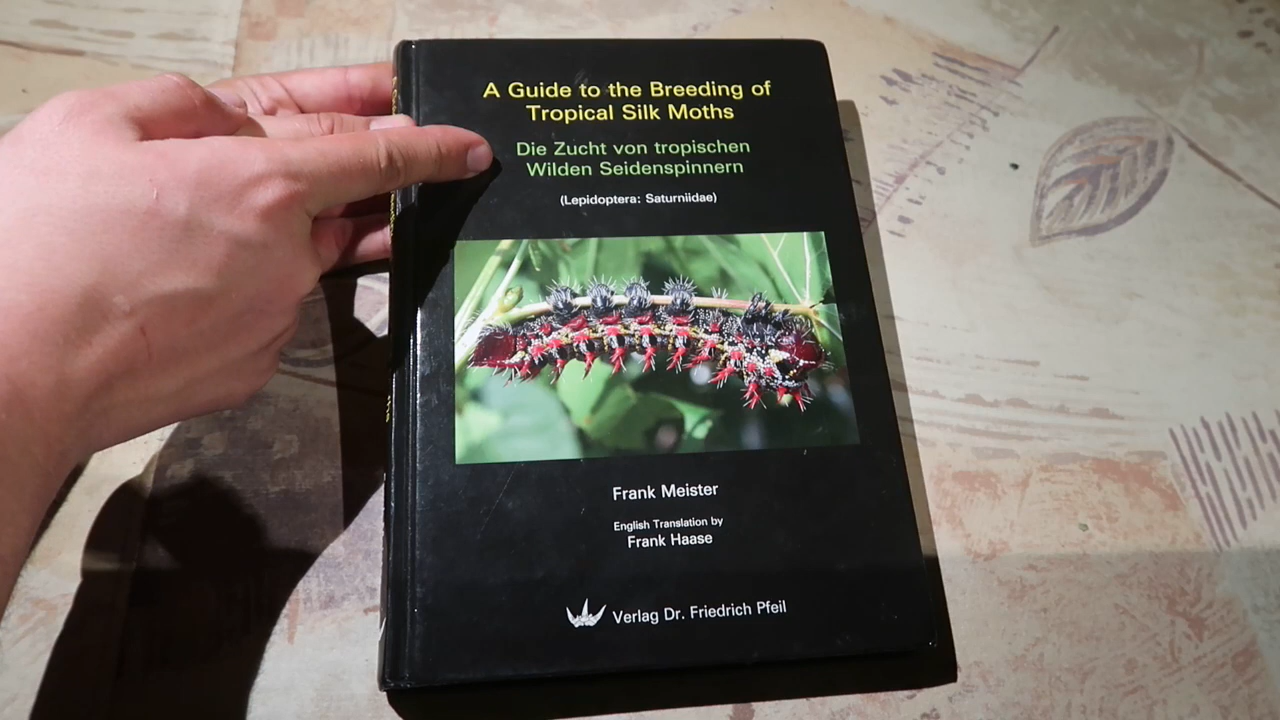 A Guide to the Breeding of
Tropical Silk Moths
Die Zucht von tropischen
Wilden Seidenspinnern
(Lepidoptera: Saturniidae)
Frank Meister
English Translation by
Frank Haase
Verlag Dr. Friedrich Pfeil